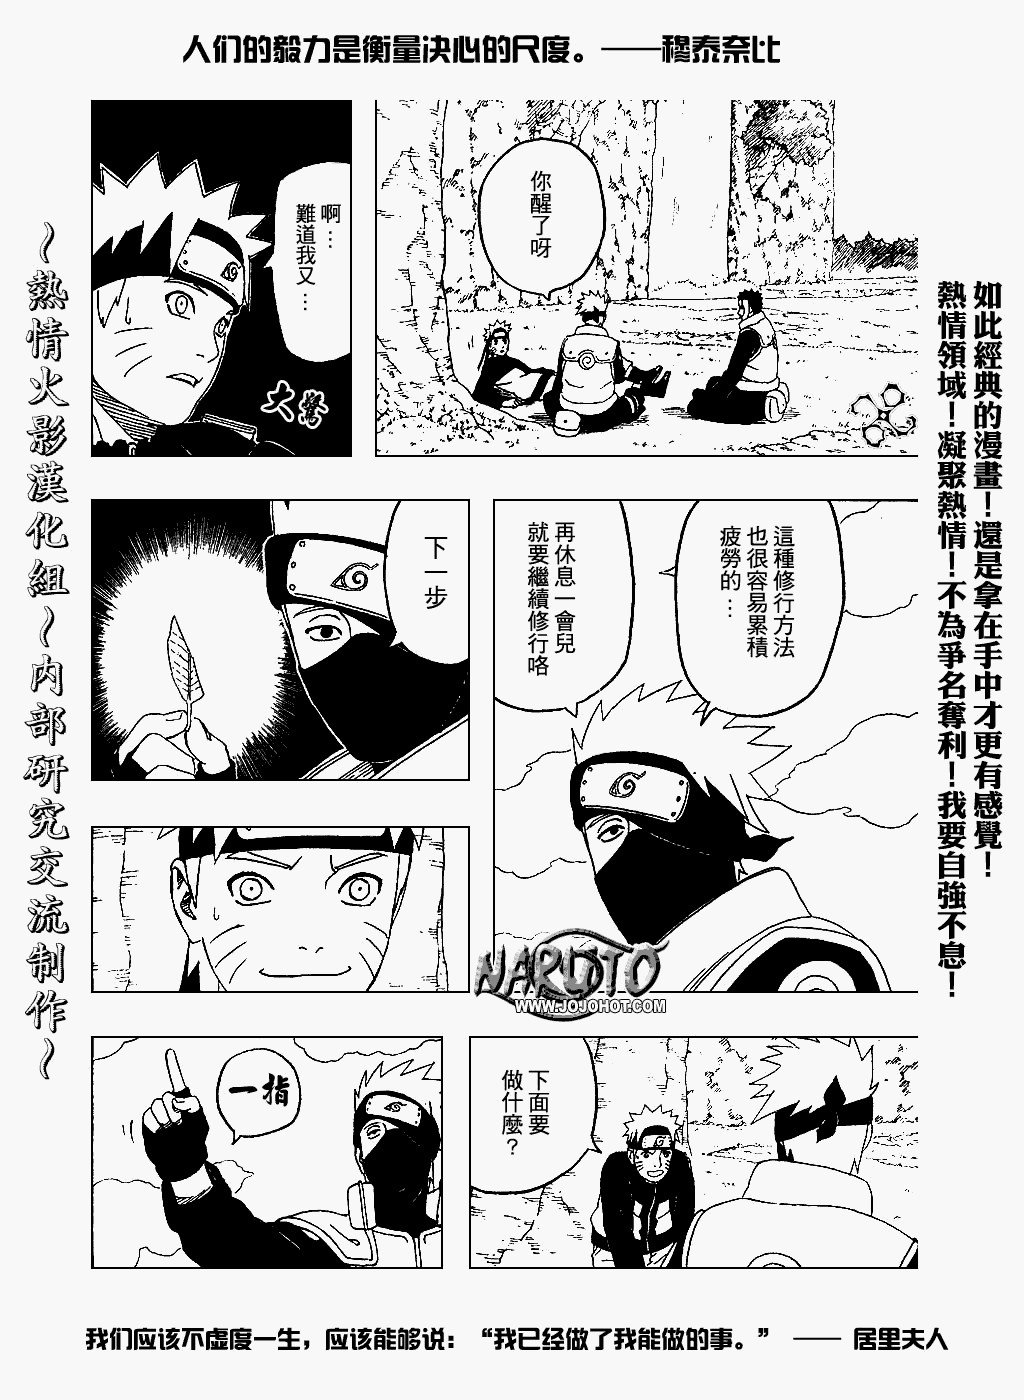 人们的毅力是衡量决心的尺度。——穆泰奈比
如此經典的漫畫！還是拿在手中才更有感覺！
熱情領域！凝聚熱情！不為爭名奪利！我要自強不息！
你醒了呀
啊…
難道我又…
大驚
這種修行方法
也很容易累積
疲勞的…
再休息一會兒
就要繼續修行咯
下一步
NARUTO
WWW.JOJOHOT.COM
下面要
做什麼？
一指
～熱情火影漢化組～内部研究交流制作～
我们应该不虚度一生，应该能够说：“我已经做了我能做的事。” —— 居里夫人